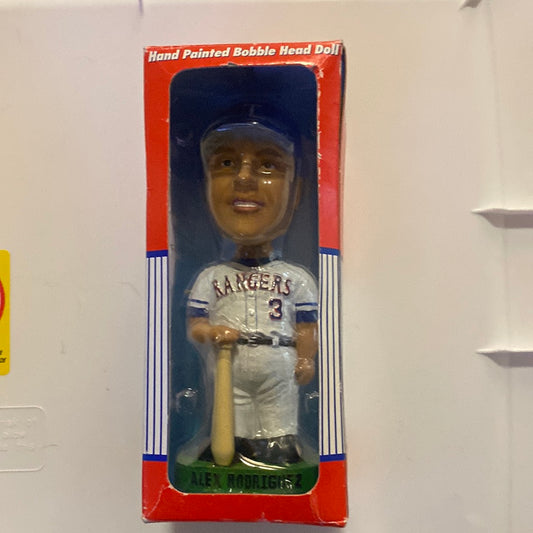 Hand Painted Bobble Head Doll
T
RANGERS
3
ALEX RODRIGUEZ